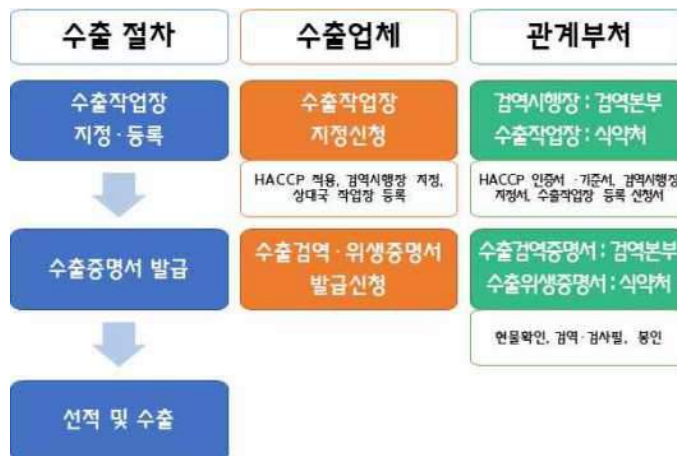 수출 절차
수출업체
관계부처
수출작업장
지정·등록
수출작업장
지정신청
검역시행장 : 검역본부
수출작업장 : 식약처
HACCP 적용, 검역시행장 지정,
상대국 작업장 등록
HACCP 인증서·기준서, 검역시행장
지정서, 수출작업장 등록 신청서
수출증명서 발급
수출검역·위생증명서
발급신청
수출검역증명서 : 검역본부
수출위생증명서 : 식약처
현물확인, 검역·검사필, 봉인
선적 및 수출